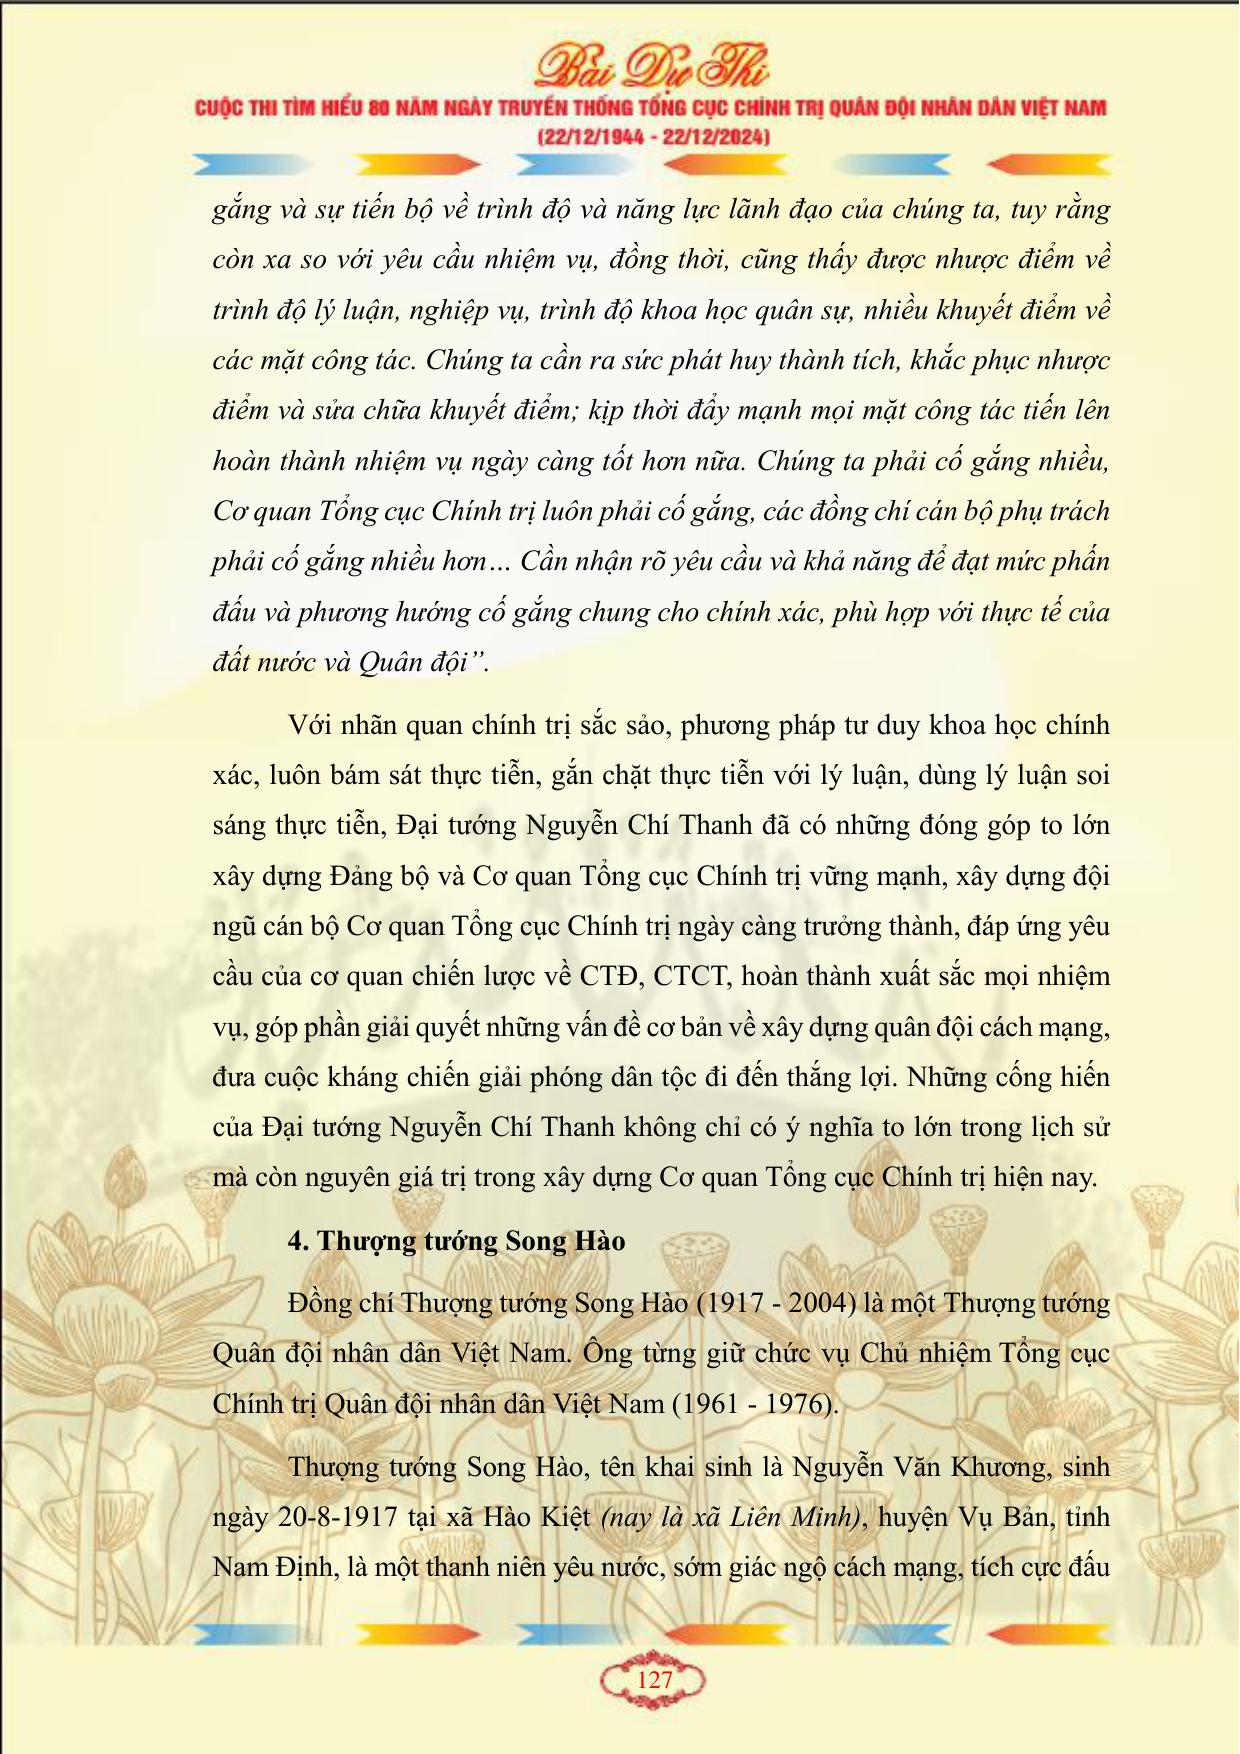 Bài Dự Thi
CUỘC THI TÌM HIỂU 80 NĂM NGÀY TRUYỀN THỐNG TỔNG CỤC CHÍNH TRỊ QUÂN ĐỘI NHÂN DÂN VIỆT NAM
(22/12/1944 - 22/12/2024)
gắng và sự tiến bộ về trình độ và năng lực lãnh đạo của chúng ta, tuy rằng
còn xa so với yêu cầu nhiệm vụ, đồng thời, cũng thấy được nhược điểm về
trình độ lý luận, nghiệp vụ, trình độ khoa học quân sự, nhiều khuyết điểm về
các mặt công tác. Chúng ta cần ra sức phát huy thành tích, khắc phục nhược
điểm và sửa chữa khuyết điểm; kịp thời đẩy mạnh mọi mặt công tác tiến lên
hoàn thành nhiệm vụ ngày càng tốt hơn nữa. Chúng ta phải cố gắng nhiều,
Cơ quan Tổng cục Chính trị luôn phải cố gắng, các đồng chí cán bộ phụ trách
phải cố gắng nhiều hơn… Cần nhận rõ yêu cầu và khả năng để đạt mức phấn
đấu và phương hướng cố gắng chung cho chính xác, phù hợp với thực tế của
đất nước và Quân đội”.
Với nhãn quan chính trị sắc sảo, phương pháp tư duy khoa học chính
xác, luôn bám sát thực tiễn, gắn chặt thực tiễn với lý luận, dùng lý luận soi
sáng thực tiễn, Đại tướng Nguyễn Chí Thanh đã có những đóng góp to lớn
xây dựng Đảng bộ và Cơ quan Tổng cục Chính trị vững mạnh, xây dựng đội
ngũ cán bộ Cơ quan Tổng cục Chính trị ngày càng trưởng thành, đáp ứng yêu
cầu của cơ quan chiến lược về CTĐ, CTCT, hoàn thành xuất sắc mọi nhiệm
vụ, góp phần giải quyết những vấn đề cơ bản về xây dựng quân đội cách mạng,
đưa cuộc kháng chiến giải phóng dân tộc đi đến thắng lợi. Những cống hiến
của Đại tướng Nguyễn Chí Thanh không chỉ có ý nghĩa to lớn trong lịch sử
mà còn nguyên giá trị trong xây dựng Cơ quan Tổng cục Chính trị hiện nay.
4. Thượng tướng Song Hào
Đồng chí Thượng tướng Song Hào (1917 - 2004) là một Thượng tướng
Quân đội nhân dân Việt Nam. Ông từng giữ chức vụ Chủ nhiệm Tổng cục
Chính trị Quân đội nhân dân Việt Nam (1961 - 1976).
Thượng tướng Song Hào, tên khai sinh là Nguyễn Văn Khương, sinh
ngày 20-8-1917 tại xã Hào Kiệt (nay là xã Liên Minh), huyện Vụ Bản, tỉnh
Nam Định, là một thanh niên yêu nước, sớm giác ngộ cách mạng, tích cực đấu
127